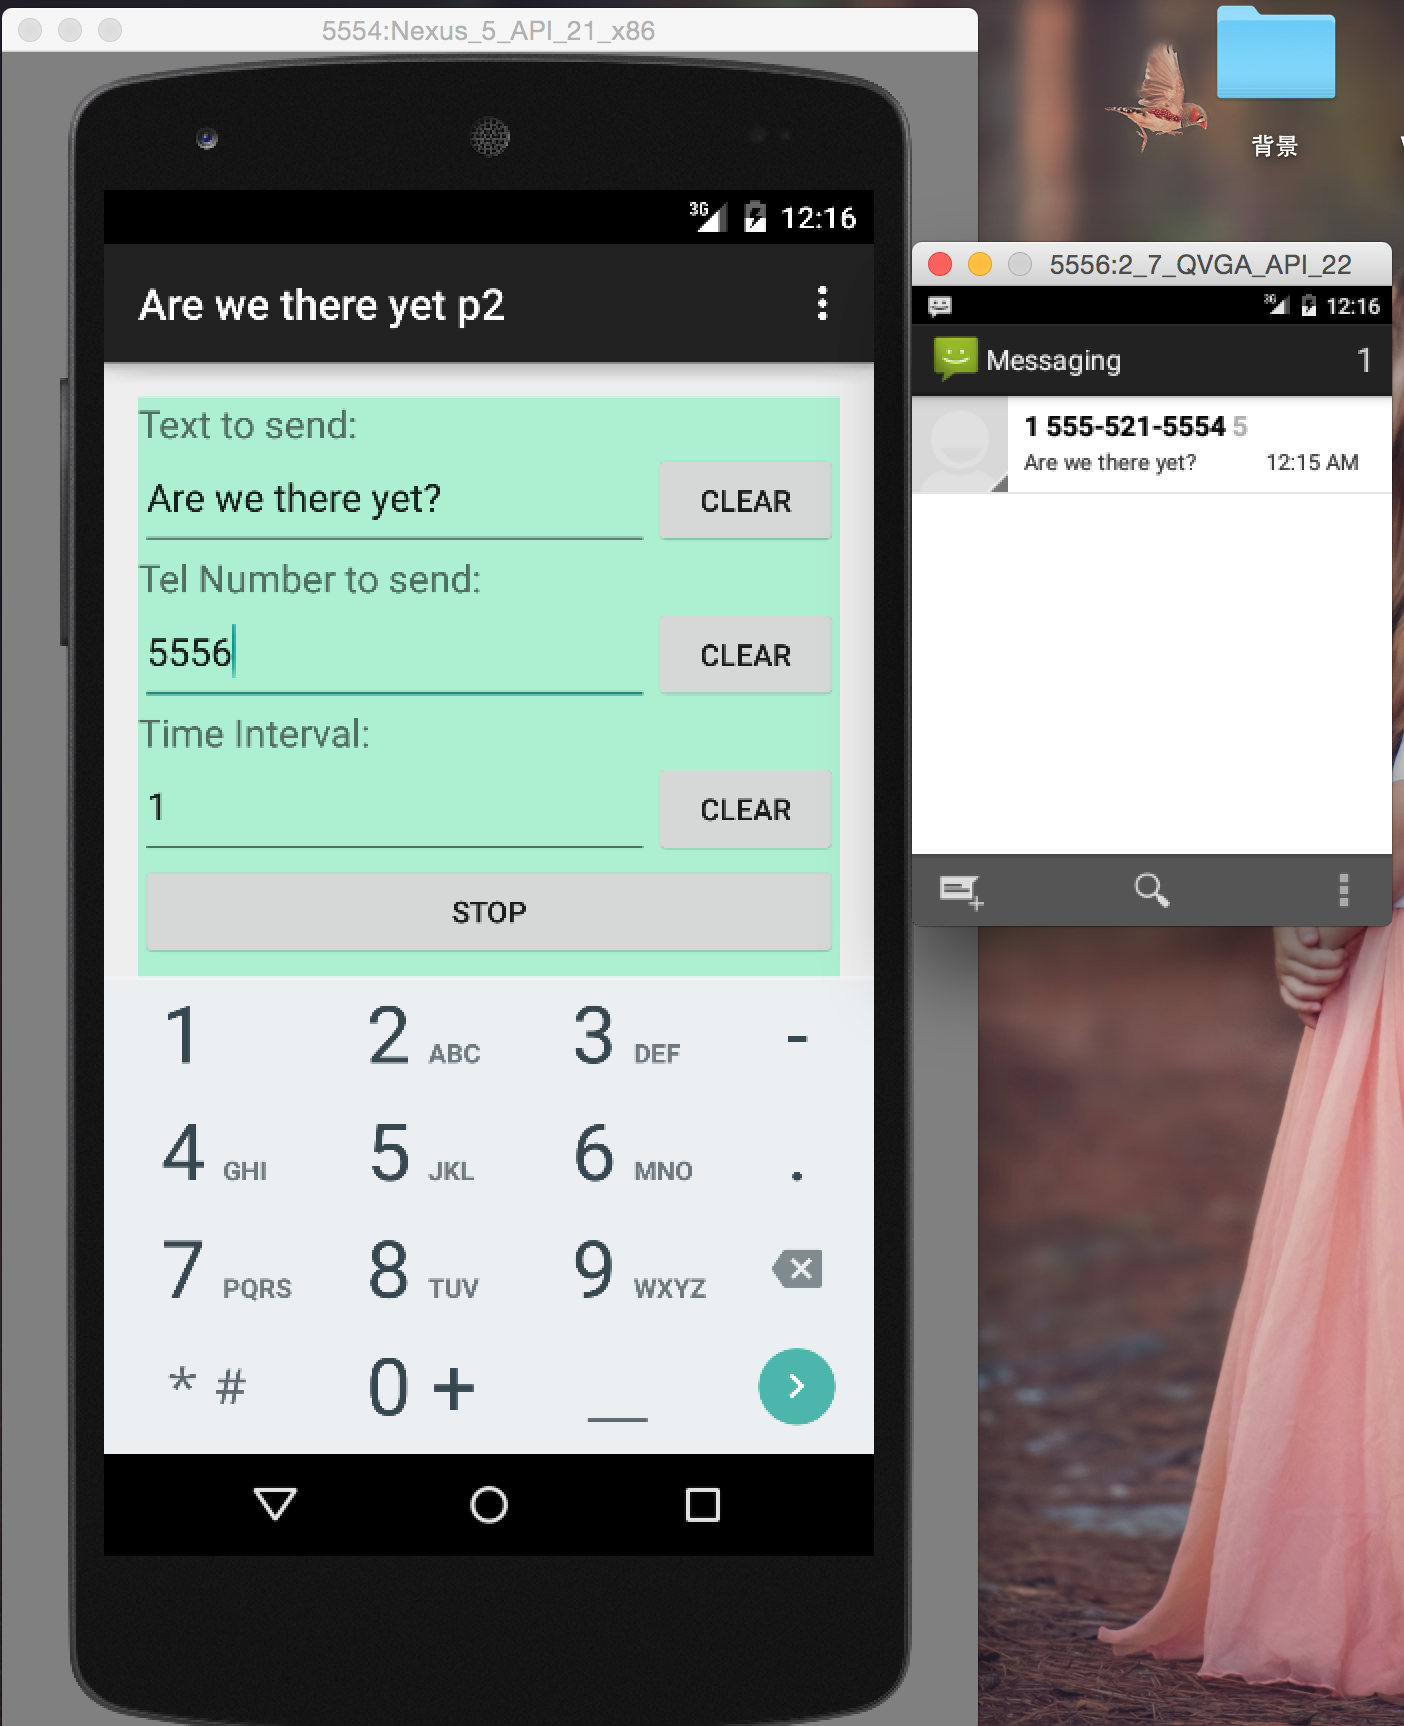 5554:Nexus_5_API_21_x86
3G 12:16
Are we there yet p2
Text to send:
Are we there yet?
CLEAR
Tel Number to send:
5556
CLEAR
Time Interval:
1
CLEAR
STOP
1
2 ABC
3 DEF
-
4 GHI
5 JKL
6 MNO
.
7 PQRS
8 TUV
9 WXYZ
* #
0 +
背景
5556:2_7_QVGA_API_22
3G 12:16
Messaging 1
1 555-521-5554 5
Are we there yet? 12:15 AM